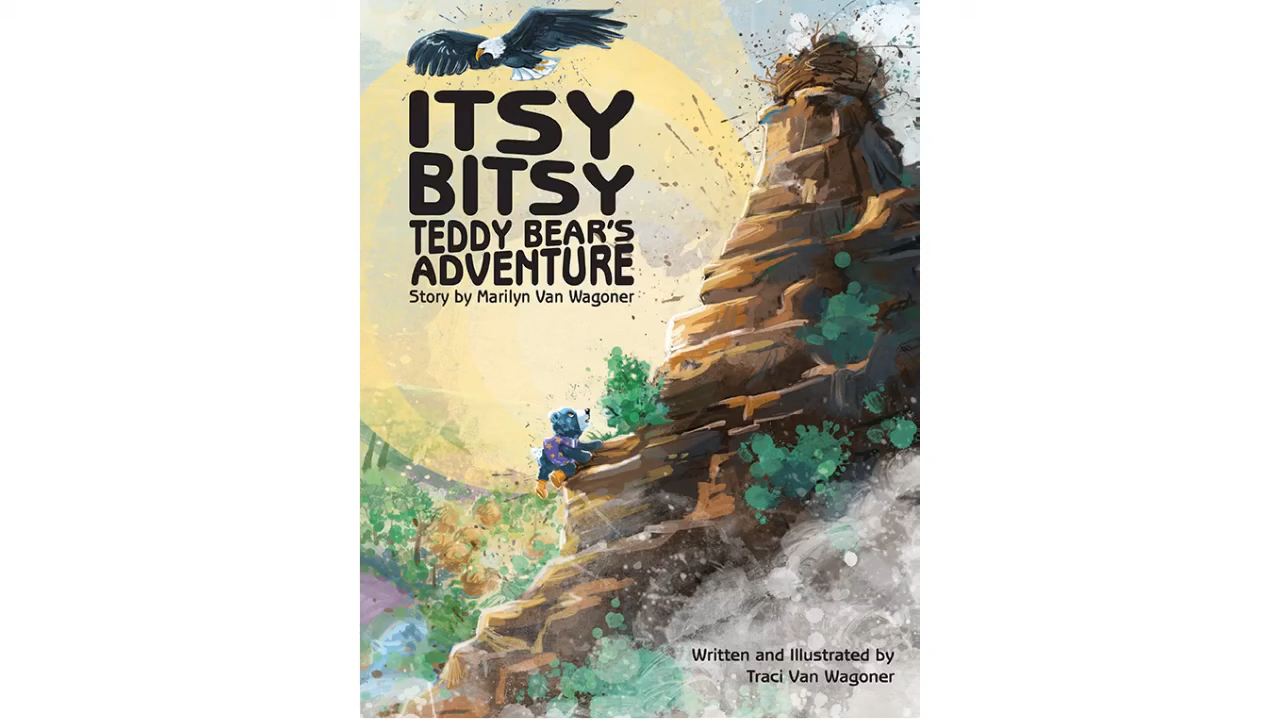 ITSY
BITSY
TEDDY BEAR'S
ADVENTURE
Story by Marilyn Van Wagoner
Written and Illustrated by
Traci Van Wagoner